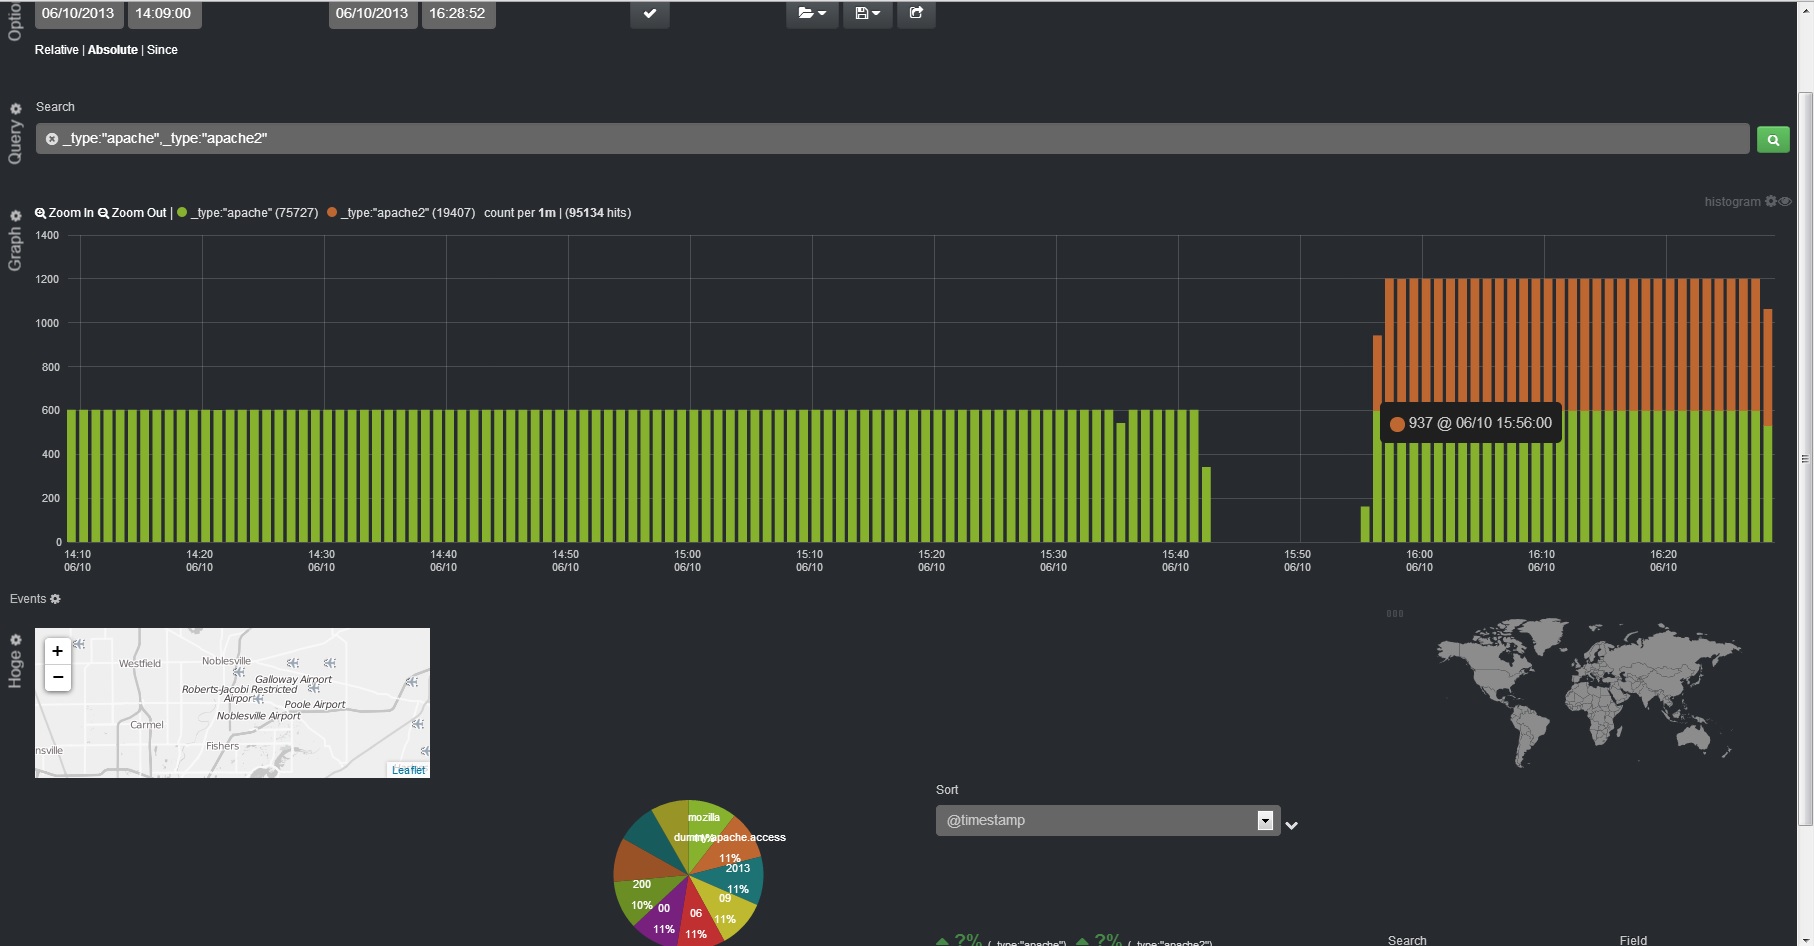 Optio
06/10/2013 14:09:00 06/10/2013 16:28:52
Relative | Absolute | Since
Query
Search
_type:"apache",_type:"apache2"
Graph
Zoom In Zoom Out | _type:"apache" (75727) _type:"apache2" (19407) count per 1m | (95134 hits)
histogram
1400
1200
1000
800
600
400
200
0
937 @ 06/10 15:56:00
14:10 14:20 14:30 14:40 14:50 15:00 15:10 15:20 15:30 15:40 15:50 16:00 16:10 16:20
06/10 06/10 06/10 06/10 06/10 06/10 06/10 06/10 06/10 06/10 06/10 06/10 06/10 06/10
Events
Hoge
+
−
Westfield
Noblesville
Galloway Airport
Roberts-Jacobi Restricted
Airport
Poole Airport
Noblesville Airport
Carmel
Fishers
nsville
Leaflet
Sort
@timestamp
mozilla
11%
dummy.apache.access
11%
2013
11%
09
11%
06
11%
00
11%
200
10%
?% (_type:"apache") ?% (_type:"apache2")
Search Field